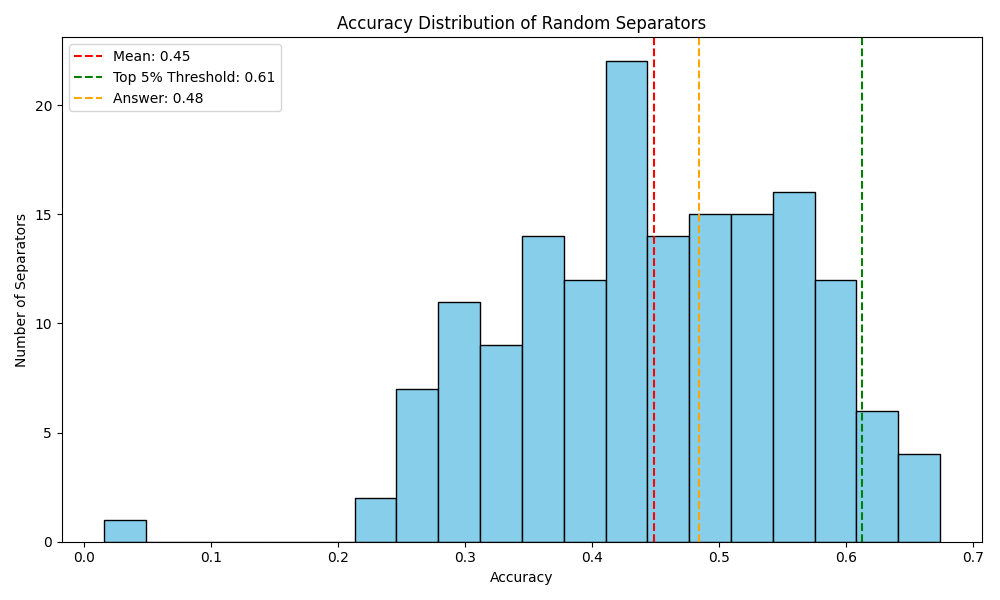 Accuracy Distribution of Random Separators
Mean: 0.45
Top 5% Threshold: 0.61
Answer: 0.48
Number of Separators
20
15
10
5
0
0.0 0.1 0.2 0.3 0.4 0.5 0.6 0.7
Accuracy